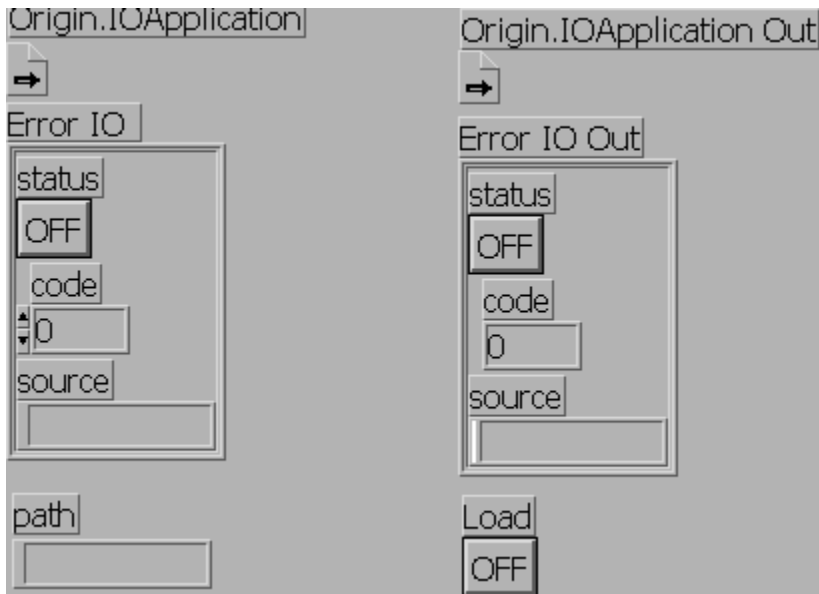 Origin.IOApplication
Error IO
status
OFF
code
0
source
path
Origin.IOApplication Out
Error IO Out
status
OFF
code
0
source
Load
OFF